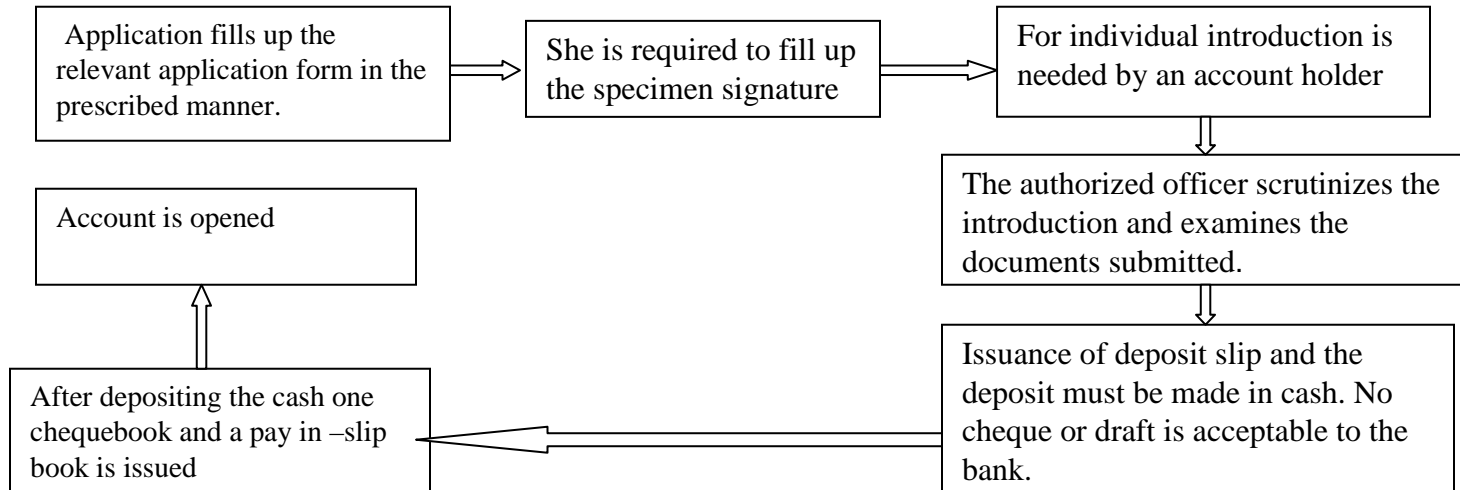 Application fills up the
relevant application form in the
prescribed manner.
She is required to fill up
the specimen signature
For individual introduction is
needed by an account holder
The authorized officer scrutinizes the
introduction and examines the
documents submitted.
Issuance of deposit slip and the
deposit must be made in cash. No
cheque or draft is acceptable to the
bank.
After depositing the cash one
chequebook and a pay in –slip
book is issued
Account is opened